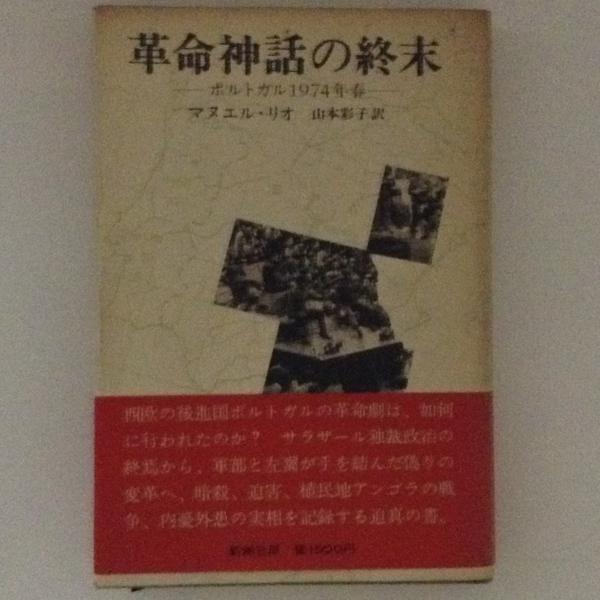 革命神話の終末
ポルトガル1974年春
マヌエル・リオ 山本彩子訳
西欧の後進国ポルトガルの革命劇は、如何
に行われたのか? サラザール独裁政治の
終焉から、軍部と左翼が手を結んだ偽りの
変革へ、暗殺、迫害、植民地アンゴラの戦
争、内憂外患の実相を記録する迫真の書。
価1500円